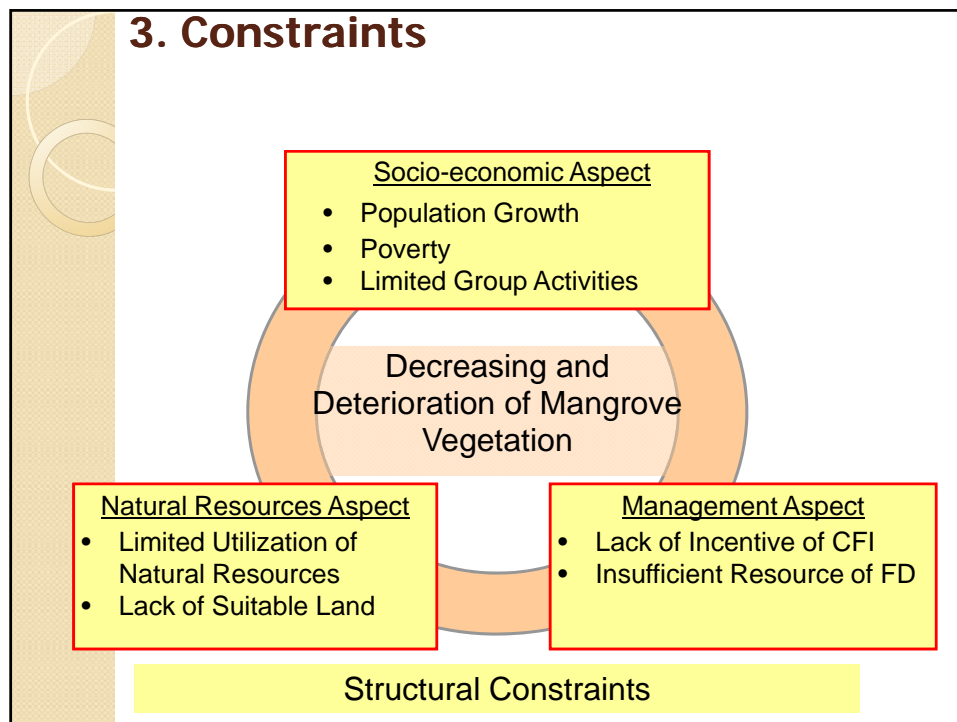 3. Constraints
Socio-economic Aspect
• Population Growth
• Poverty
• Limited Group Activities
Decreasing and
Deterioration of Mangrove
Vegetation
Natural Resources Aspect
• Limited Utilization of
Natural Resources
• Lack of Suitable Land
Management Aspect
• Lack of Incentive of CFI
• Insufficient Resource of FD
Structural Constraints